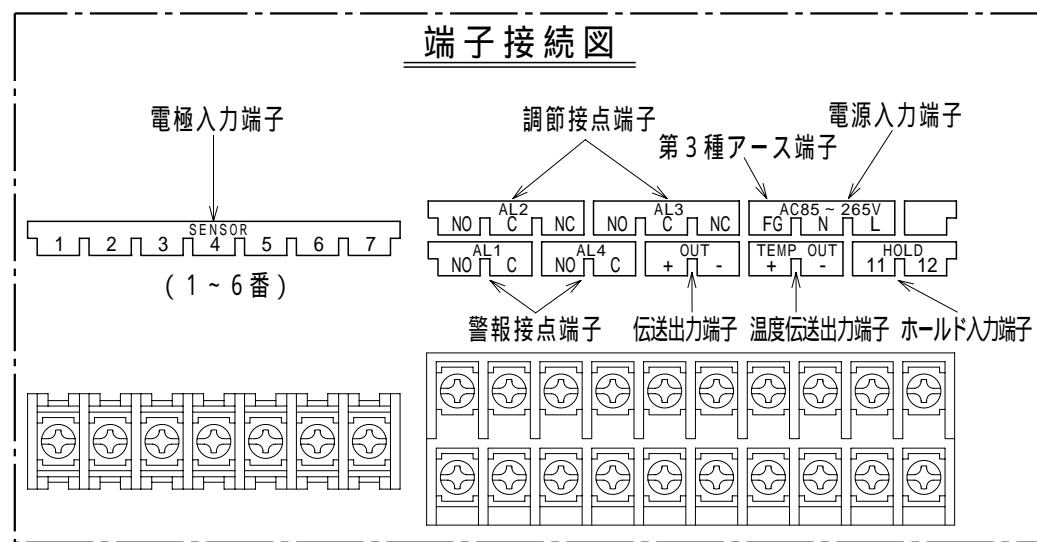 端子接続図
電極入力端子
調節接点端子
電源入力端子
第3種アース端子
SENSOR
1 2 3 4 5 6 7
(1~6番)
AL2
NO C NC
AL3
NO C NC
AC85~265V
FG N L
AL1
NO C
AL4
NO C
OUT
+ -
TEMP OUT
+ -
HOLD
11 12
警報接点端子
伝送出力端子
温度伝送出力端子
ホールド入力端子